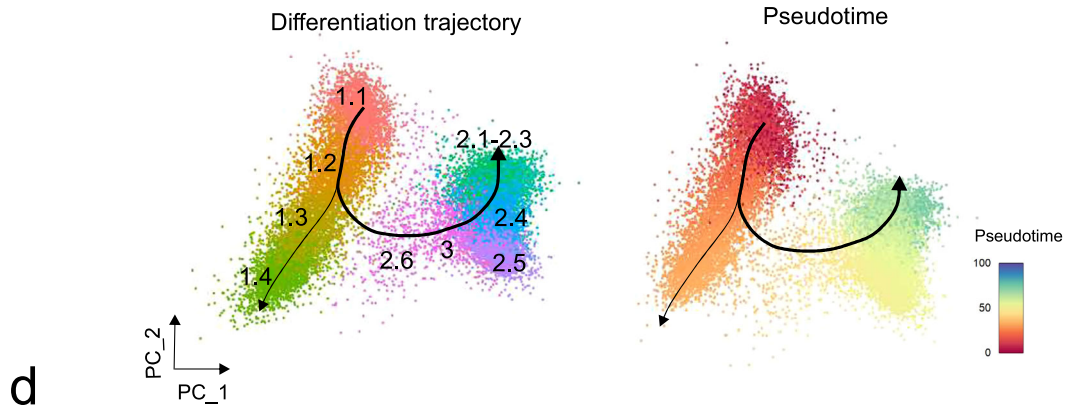 Differentiation trajectory
Pseudotime
1.1
1.2
1.3
1.4
2.1-2.3
2.4
2.5
2.6
3
Pseudotime
100
50
0
PC_2
PC_1
d